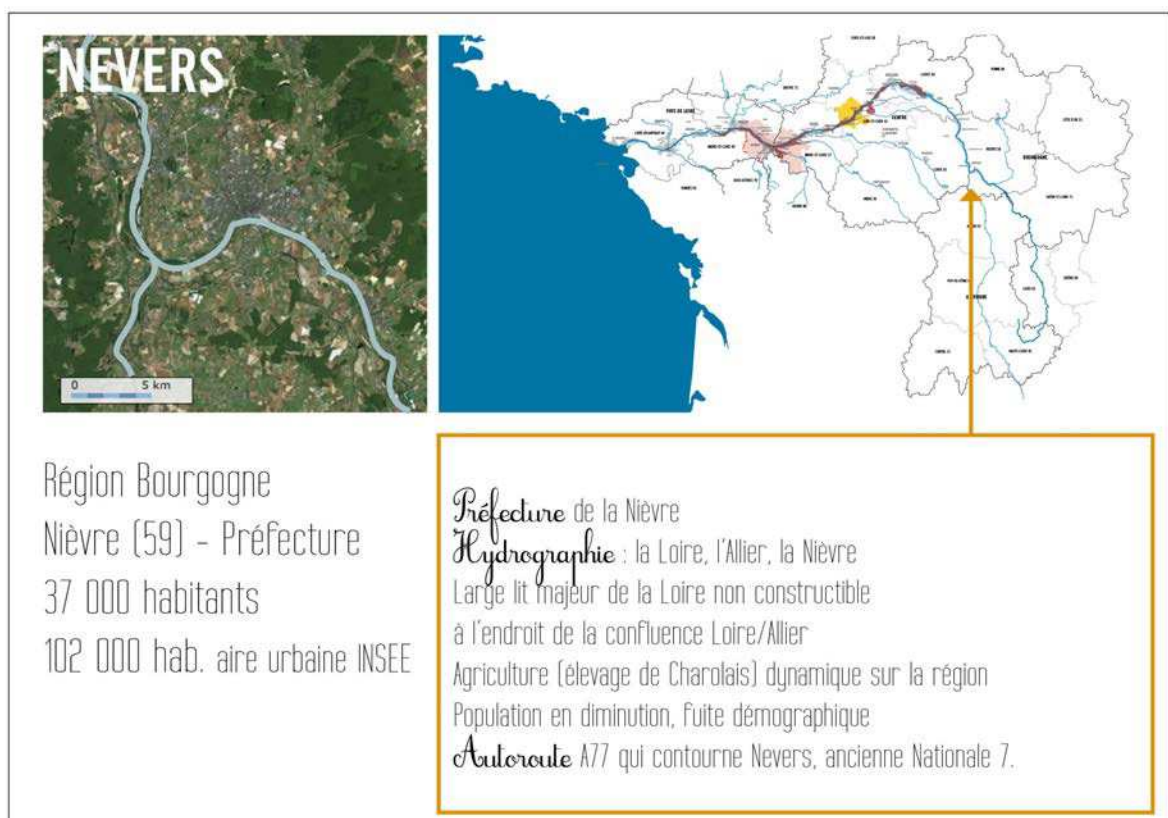 NEVERS
0 5 km
Région Bourgogne
Nièvre (59) - Préfecture
37 000 habitants
102 000 hab. aire urbaine INSEE
Préfecture de la Nièvre
Hydrographie : la Loire, l'Allier, la Nièvre
Large lit majeur de la Loire non constructible
à l'endroit de la confluence Loire/Allier
Agriculture (élevage de Charolais) dynamique sur la région
Population en diminution, fuite démographique
Autoroute A77 qui contourne Nevers, ancienne Nationale 7.